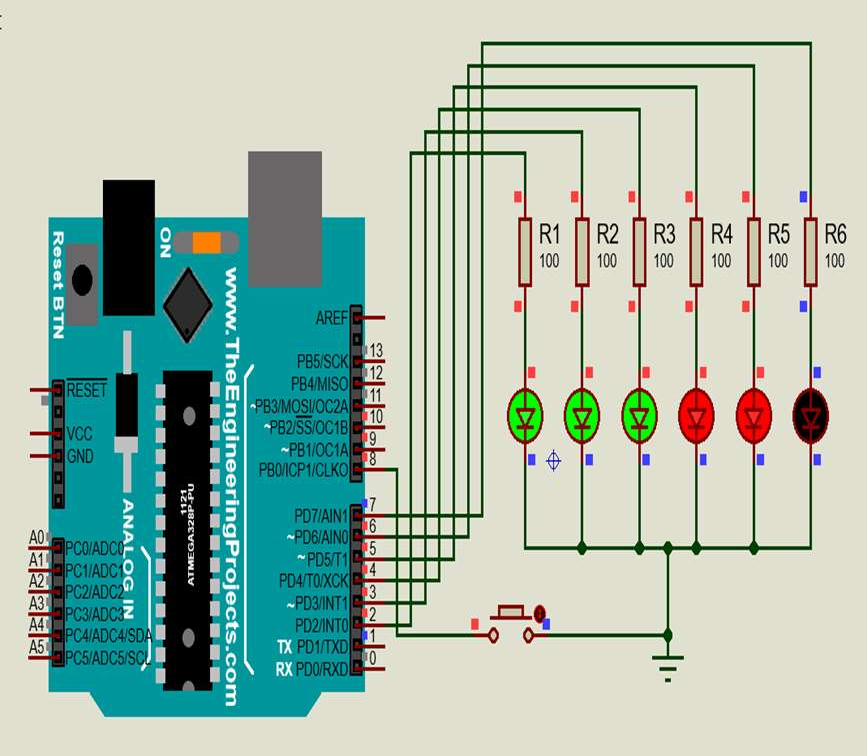 Reset BTN
ON
www.TheEngineeringProjects.com
RESET
VCC
GND
ANALOG IN
A0 PC0/ADC0
A1 PC1/ADC1
A2 PC2/ADC2
A3 PC3/ADC3
A4 PC4/ADC4/SDA
A5 PC5/ADC5/SCL
1121
ATMEGA328P-PU
AREF
PB5/SCK 13
PB4/MISO 12
~PB3/MOSI/OC2A 11
~PB2/SS/OC1B 10
~PB1/OC1A 9
PB0/ICP1/CLKO 8
PD7/AIN1 7
~PD6/AIN0 6
~PD5/T1 5
PD4/T0/XCK 4
~PD3/INT1 3
PD2/INT0 2
TX PD1/TXD 1
RX PD0/RXD 0
R1
100
R2
100
R3
100
R4
100
R5
100
R6
100